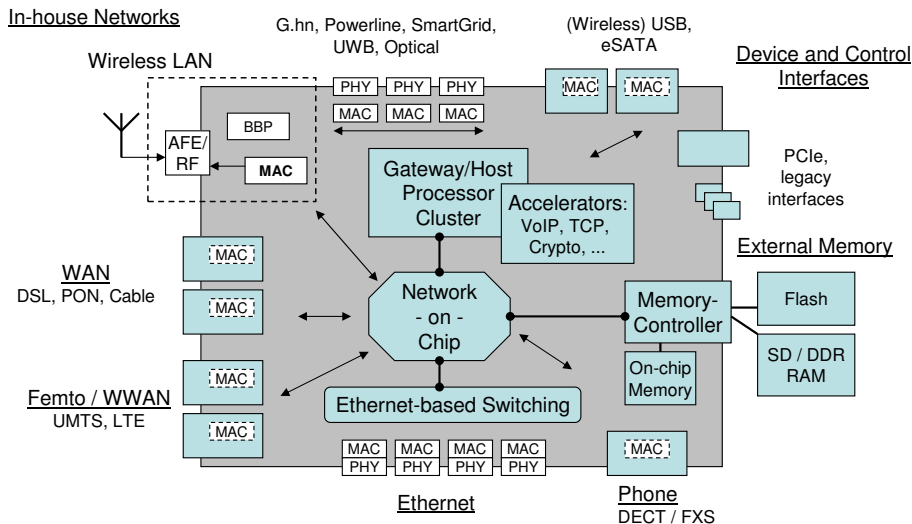 In-house Networks
G.hn, Powerline, SmartGrid,
UWB, Optical
(Wireless) USB,
eSATA
Device and Control
Interfaces
Wireless LAN
PHY PHY PHY
MAC MAC MAC
MAC MAC
BBP
AFE/
RF
MAC
Gateway/Host
Processor
Cluster
Accelerators:
VoIP, TCP,
Crypto, ...
PCIe,
legacy
interfaces
WAN
DSL, PON, Cable
MAC
MAC
Network
- on -
Chip
External Memory
Memory-
Controller
Flash
SD / DDR
RAM
On-chip
Memory
Femto / WWAN
UMTS, LTE
MAC
MAC
Ethernet-based Switching
MAC MAC MAC MAC
PHY PHY PHY PHY
Ethernet
MAC
Phone
DECT / FXS